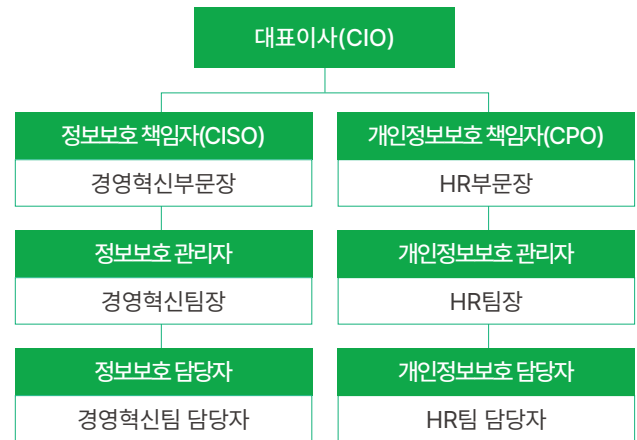 대표이사(CIO)
정보보호 책임자(CISO)
경영혁신부문장
개인정보보호 책임자(CPO)
HR부문장
정보보호 관리자
경영혁신팀장
개인정보보호 관리자
HR팀장
정보보호 담당자
경영혁신팀 담당자
개인정보보호 담당자
HR팀 담당자